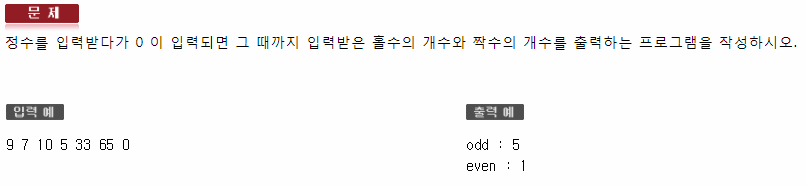 문 제
정수를 입력받다가 0 이 입력되면 그 때까지 입력받은 홀수의 개수와 짝수의 개수를 출력하는 프로그램을 작성하시오.
입력 예
9 7 10 5 33 65 0
출력 예
odd : 5
even : 1